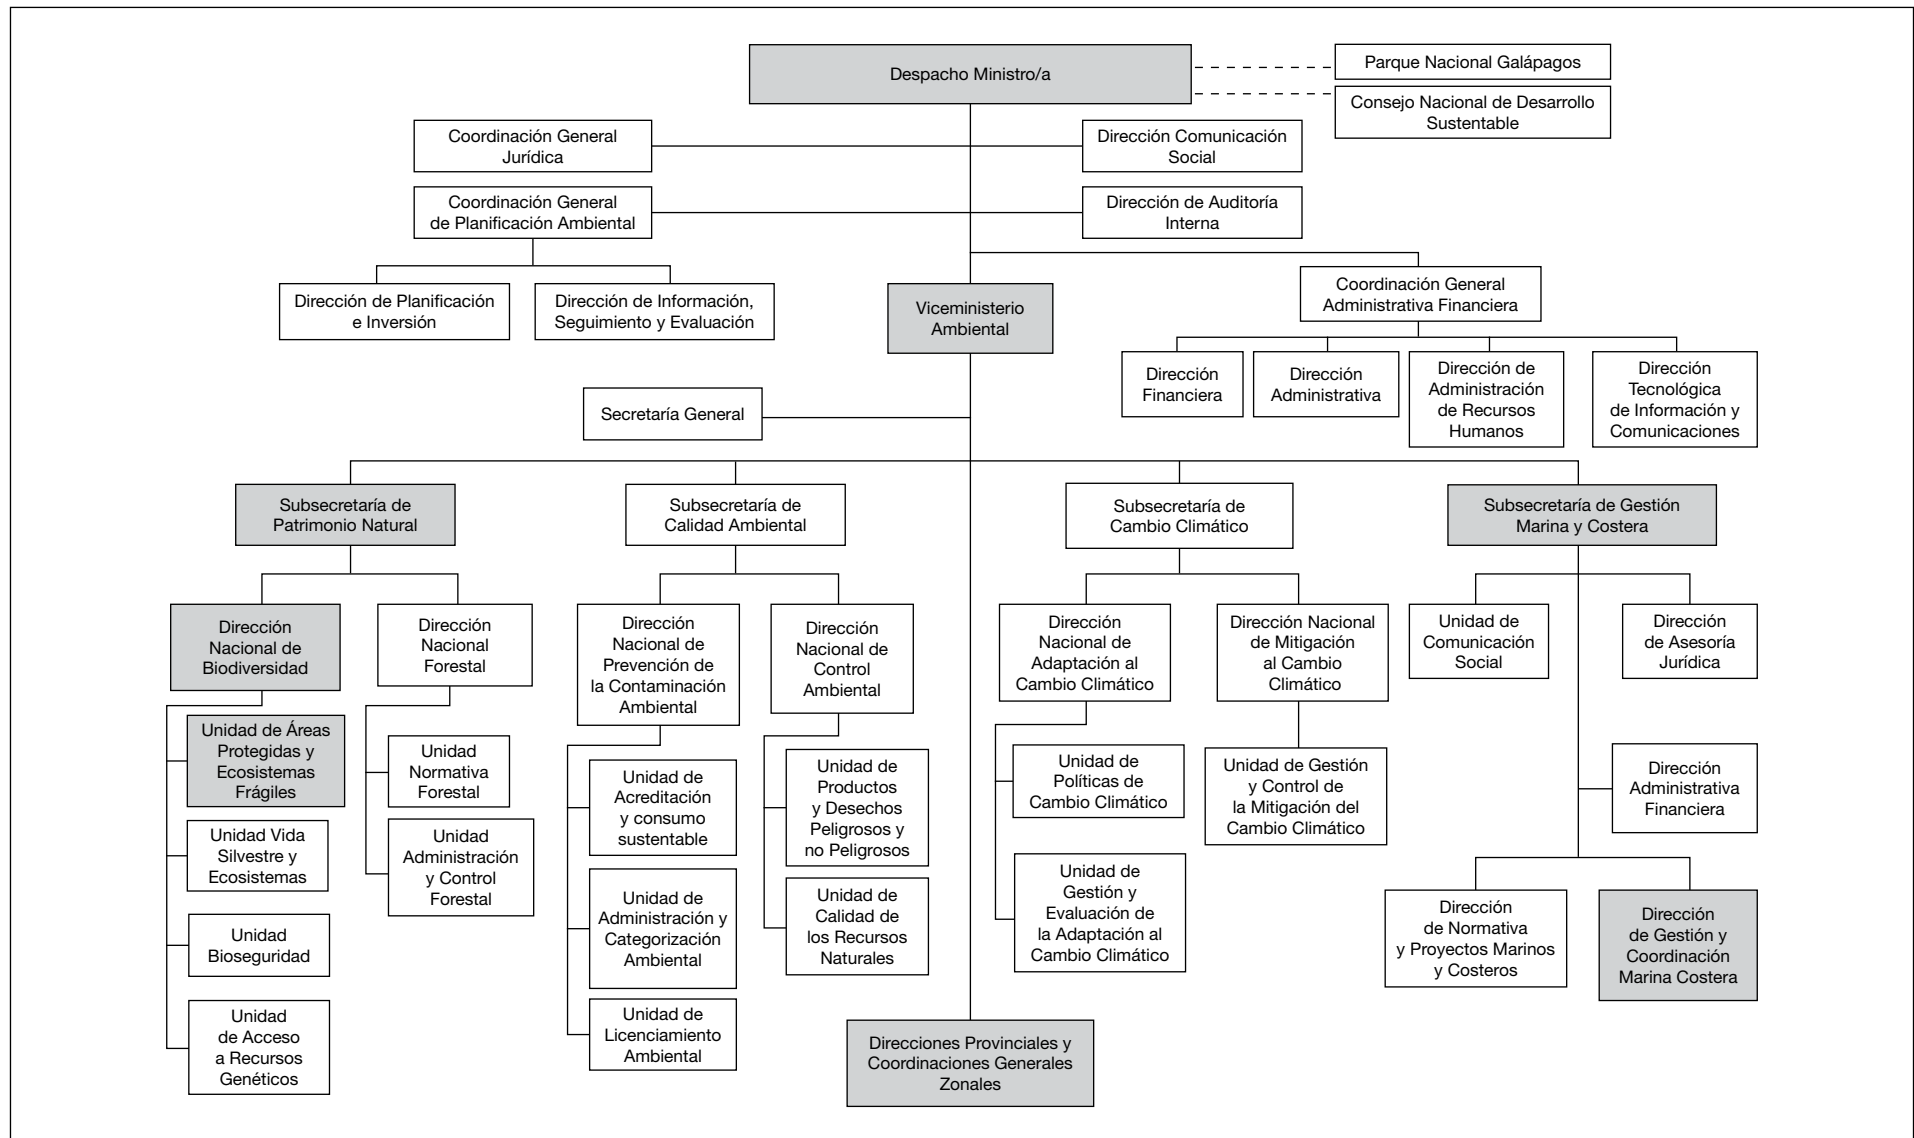 Despacho Ministro/a
Parque Nacional Galápagos
Consejo Nacional de Desarrollo
Sustentable
Coordinación General
Jurídica
Dirección Comunicación
Social
Coordinación General
de Planificación Ambiental
Dirección de Auditoría
Interna
Dirección de Planificación
e Inversión
Dirección de Información,
Seguimiento y Evaluación
Viceministerio
Ambiental
Coordinación General
Administrativa Financiera
Dirección
Financiera
Dirección
Administrativa
Dirección de
Administración
de Recursos
Humanos
Dirección
Tecnológica
de Información y
Comunicaciones
Secretaría General
Subsecretaría de
Patrimonio Natural
Subsecretaría de
Calidad Ambiental
Subsecretaría de
Cambio Climático
Subsecretaría de Gestión
Marina y Costera
Dirección
Nacional de
Biodiversidad
Dirección
Nacional
Forestal
Dirección
Nacional de
Prevención de
la Contaminación
Ambiental
Dirección
Nacional de
Control
Ambiental
Dirección
Nacional de
Adaptación al
Cambio Climático
Dirección Nacional
de Mitigación
al Cambio
Climático
Unidad de
Comunicación
Social
Dirección
de Asesoría
Jurídica
Unidad de Áreas
Protegidas y
Ecosistemas
Frágiles
Unidad
Normativa
Forestal
Unidad de
Acreditación
y consumo
sustentable
Unidad de
Productos
y Desechos
Peligrosos y
no Peligrosos
Unidad de
Políticas de
Cambio Climático
Unidad de Gestión
y Control de
la Mitigación del
Cambio Climático
Dirección
Administrativa
Financiera
Unidad Vida
Silvestre y
Ecosistemas
Unidad
Administración
y Control
Forestal
Unidad de
Administración y
Categorización
Ambiental
Unidad de
Calidad de
los Recursos
Naturales
Unidad de
Gestión y
Evaluación de
la Adaptación al
Cambio Climático
Dirección
de Normativa
y Proyectos Marinos
y Costeros
Dirección
de Gestión y
Coordinación
Marina Costera
Unidad
Bioseguridad
Unidad
de Acceso
a Recursos
Genéticos
Unidad de
Licenciamiento
Ambiental
Direcciones Provinciales y
Coordinaciones Generales
Zonales